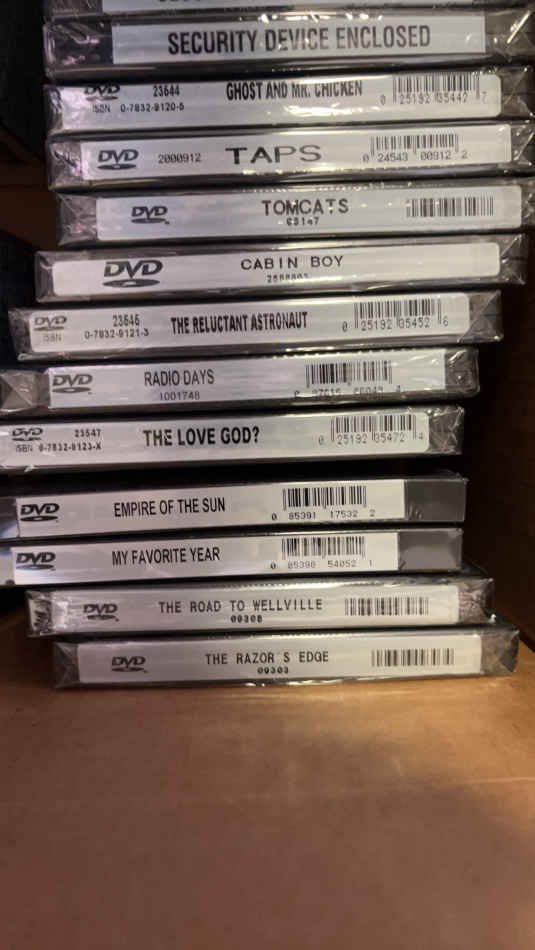 SECURITY DEVICE ENCLOSED
DVD 23644 GHOST AND MR. CHICKEN
ISBN 0-7832-9120-5 0 25192 35442 7
DVD 2000912 TAPS 0 24543 00912 2
DVD TOMCATS
DVD CABIN BOY
DVD 23646 THE RELUCTANT ASTRONAUT
ISBN 0-7832-9121-3 0 25192 35452 6
DVD RADIO DAYS
1001748
DVD 23647 THE LOVE GOD?
ISBN 0-7832-9123-X 0 25192 35472 4
DVD EMPIRE OF THE SUN
0 85391 17532 2
DVD MY FAVORITE YEAR
0 85398 54052 1
DVD THE ROAD TO WELLVILLE
DVD THE RAZOR S EDGE